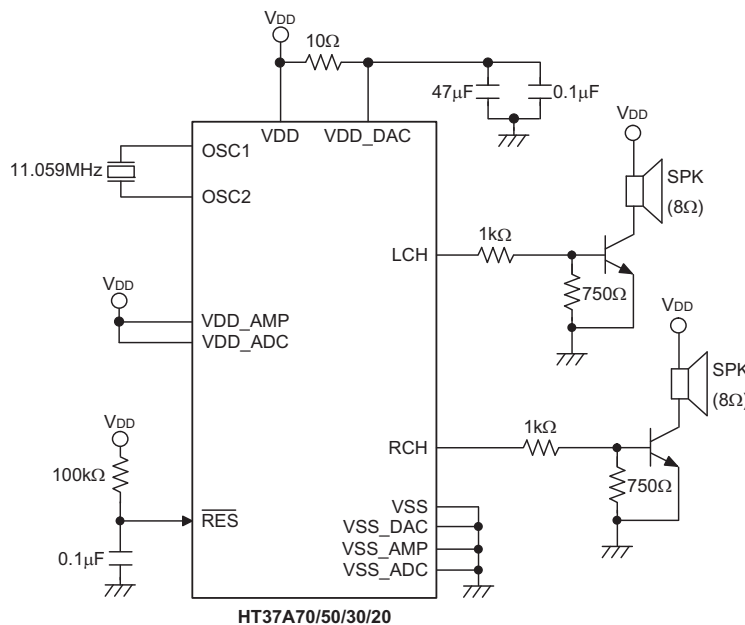 VDD
10Ω
47μF
0.1μF
VDD
VDD_DAC
VDD
11.059MHz
OSC1
OSC2
SPK
(8Ω)
1kΩ
LCH
750Ω
VDD
VDD
VDD_AMP
VDD_ADC
SPK
(8Ω)
VDD
1kΩ
RCH
100kΩ
750Ω
VSS
RES
VSS_DAC
VSS_AMP
0.1μF
VSS_ADC
HT37A70/50/30/20